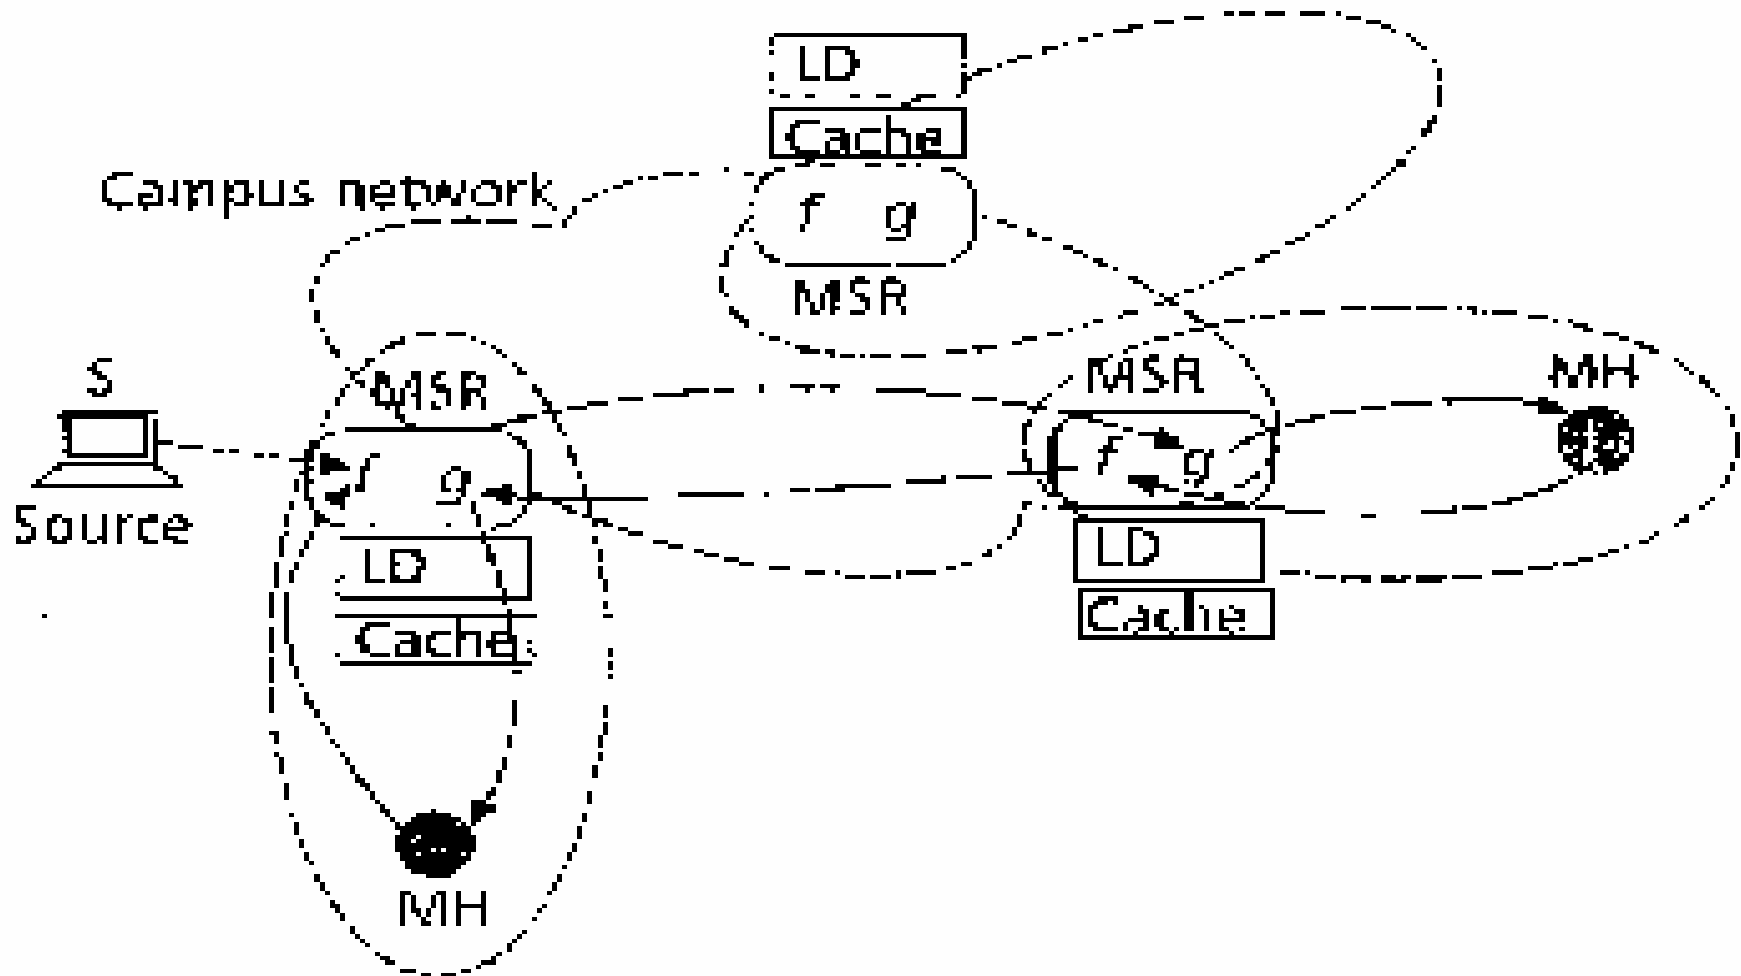 LD
Cache
Campus network
f g
MSR
S
MSR
MSR
MH
f g
f g
Source
LD
LD
Cache
Cache
MH